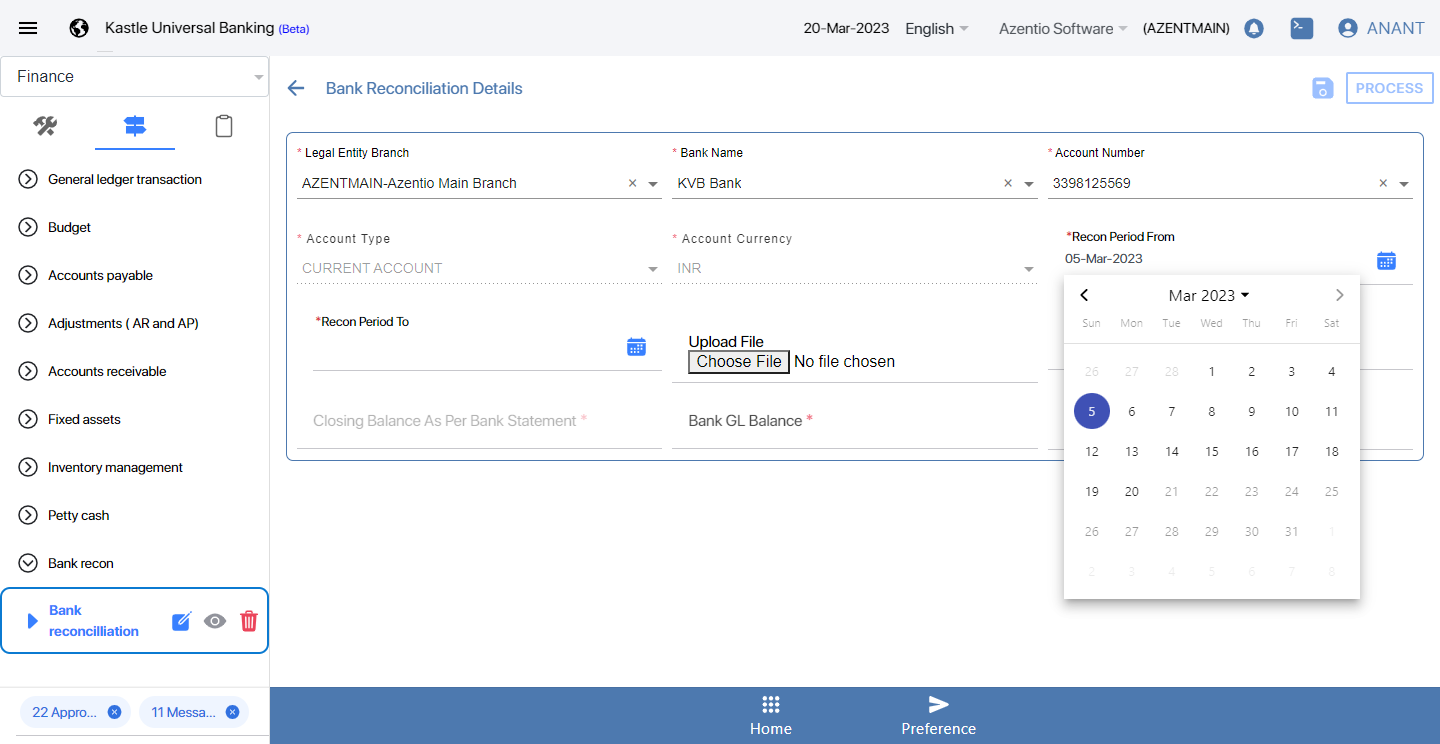 Kastle Universal Banking (Beta)
20-Mar-2023
English
Azentio Software
(AZENTMAIN)
ANANT
Finance
General ledger transaction
Budget
Accounts payable
Adjustments ( AR and AP)
Accounts receivable
Fixed assets
Inventory management
Petty cash
Bank recon
Bank
reconcilliation
22 Appro...
11 Messa...
Bank Reconciliation Details
PROCESS
* Legal Entity Branch
AZENTMAIN-Azentio Main Branch
* Bank Name
KVB Bank
* Account Number
3398125569
* Account Type
CURRENT ACCOUNT
* Account Currency
INR
*Recon Period From
05-Mar-2023
*Recon Period To
Upload File
Choose File No file chosen
Closing Balance As Per Bank Statement *
Bank GL Balance *
Mar 2023
Sun Mon Tue Wed Thu Fri Sat
26 27 28 1 2 3 4
5 6 7 8 9 10 11
12 13 14 15 16 17 18
19 20 21 22 23 24 25
26 27 28 29 30 31 1
2 3 4 5 6 7 8
Home
Preference